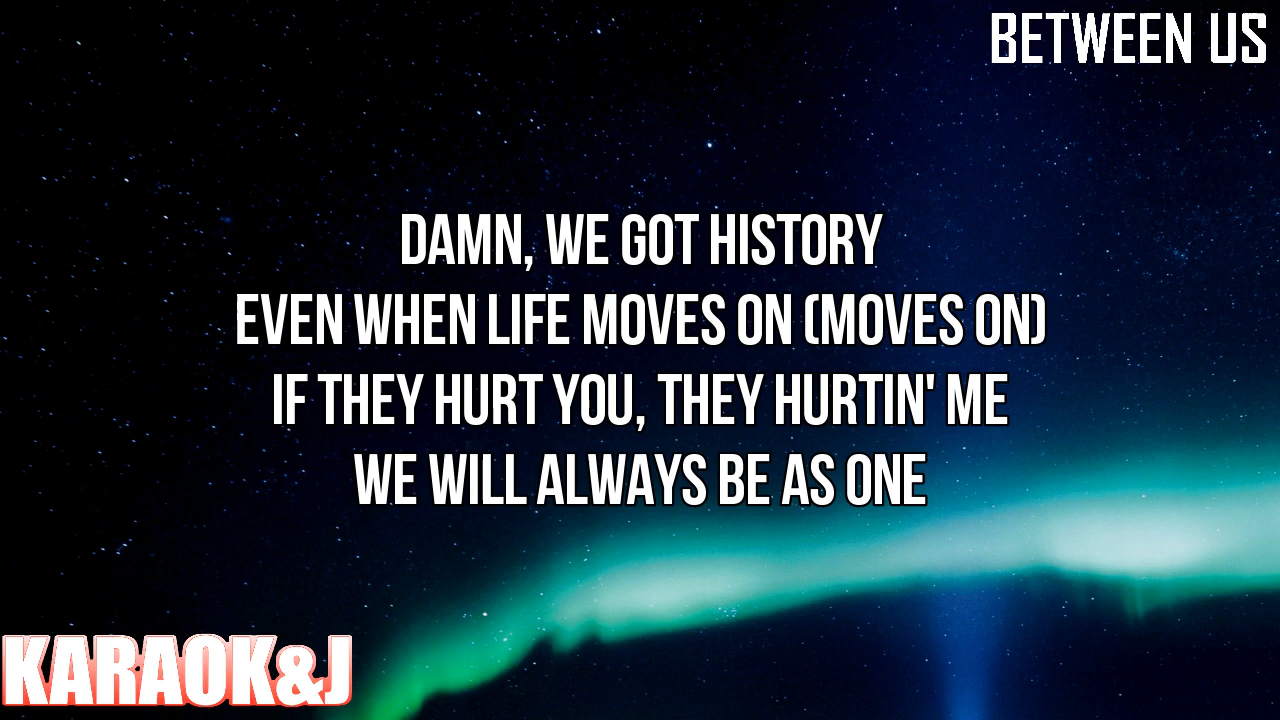 BETWEEN US
DAMN, WE GOT HISTORY
EVEN WHEN LIFE MOVES ON (MOVES ON)
IF THEY HURT YOU, THEY HURTIN' ME
WE WILL ALWAYS BE AS ONE
KARAOK&J